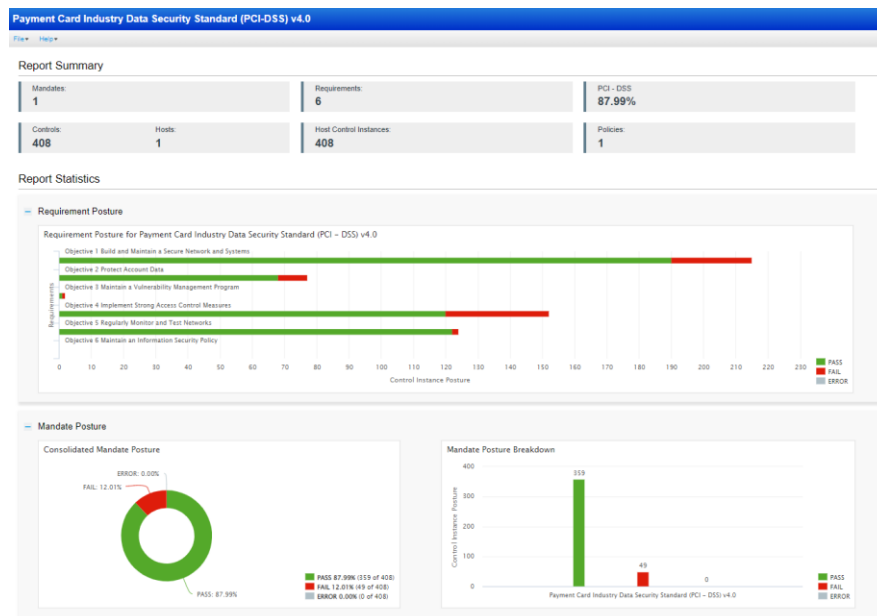 Payment Card Industry Data Security Standard (PCI-DSS) v4.0
File Help
Report Summary
Mandates:
1
Requirements:
6
PCI - DSS
87.99%
Controls:
408
Hosts:
1
Host Control Instances:
408
Policies:
1
Report Statistics
Requirement Posture
Requirement Posture for Payment Card Industry Data Security Standard (PCI – DSS) v4.0
Requirements
Objective 1 Build and Maintain a Secure Network and Systems
Objective 2 Protect Account Data
Objective 3 Maintain a Vulnerability Management Program
Objective 4 Implement Strong Access Control Measures
Objective 5 Regularly Monitor and Test Networks
Objective 6 Maintain an Information Security Policy
0 10 20 30 40 50 60 70 80 90 100 110 120 130 140 150 160 170 180 190 200 210 220 230
Control Instance Posture
PASS
FAIL
ERROR
Mandate Posture
Consolidated Mandate Posture
ERROR: 0.00%
FAIL: 12.01%
PASS: 87.99%
PASS 87.99% (359 of 408)
FAIL 12.01% (49 of 408)
ERROR 0.00% (0 of 408)
Mandate Posture Breakdown
Control Instance Posture
400
300
200
100
0
359
49
0
Payment Card Industry Data Security Standard (PCI – DSS) v4.0
PASS
FAIL
ERROR